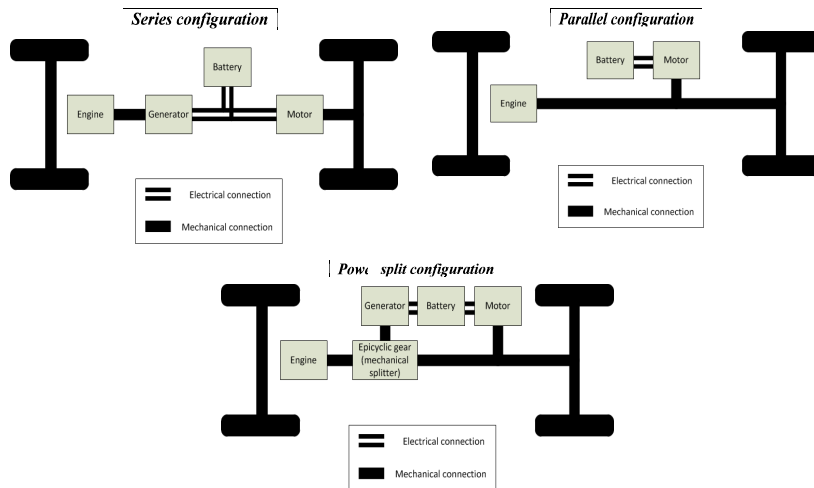 Series configuration
Battery
Engine
Generator
Motor
Electrical connection
Mechanical connection
Parallel configuration
Battery
Motor
Engine
Electrical connection
Mechanical connection
split configuration
Generator
Battery
Motor
Engine
Epicyclic gear
(mechanical
splitter)
Electrical connection
Mechanical connection